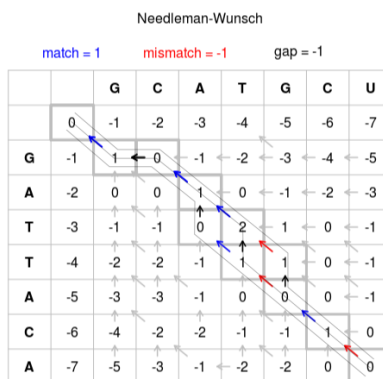 Needleman-Wunsch
match = 1 mismatch = -1 gap = -1
G C A T G C U
0 -1 -2 -3 -4 -5 -6 -7
G -1 1 0 -1 -2 -3 -4 -5
A -2 0 0 1 0 -1 -2 -3
T -3 -1 -1 0 2 1 0 -1
T -4 -2 -2 -1 1 1 0 -1
A -5 -3 -3 -1 0 0 0 -1
C -6 -4 -2 -2 -1 -1 1 0
A -7 -5 -3 -1 -2 -2 0 0